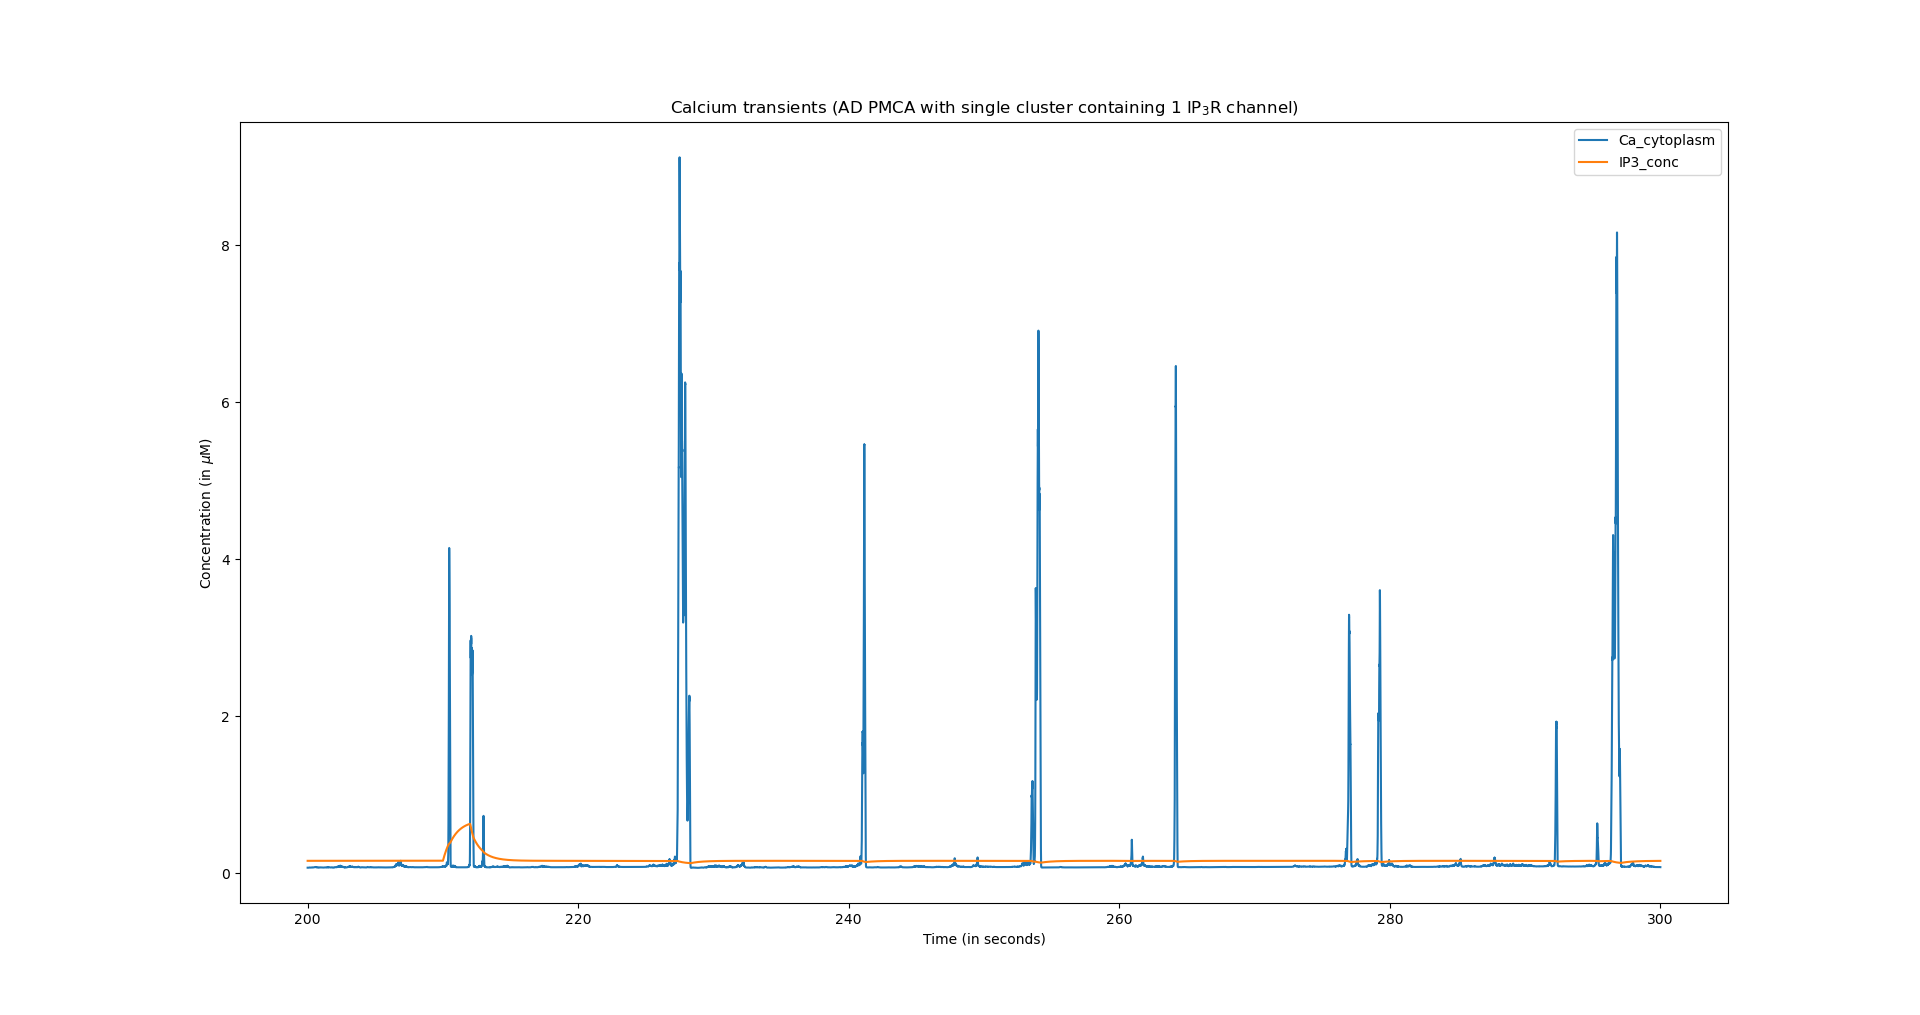 Calcium transients (AD PMCA with single cluster containing 1 IP₃R channel)
Ca_cytoplasm
IP3_conc
Concentration (in μM)
8
6
4
2
0
200 220 240 260 280 300
Time (in seconds)